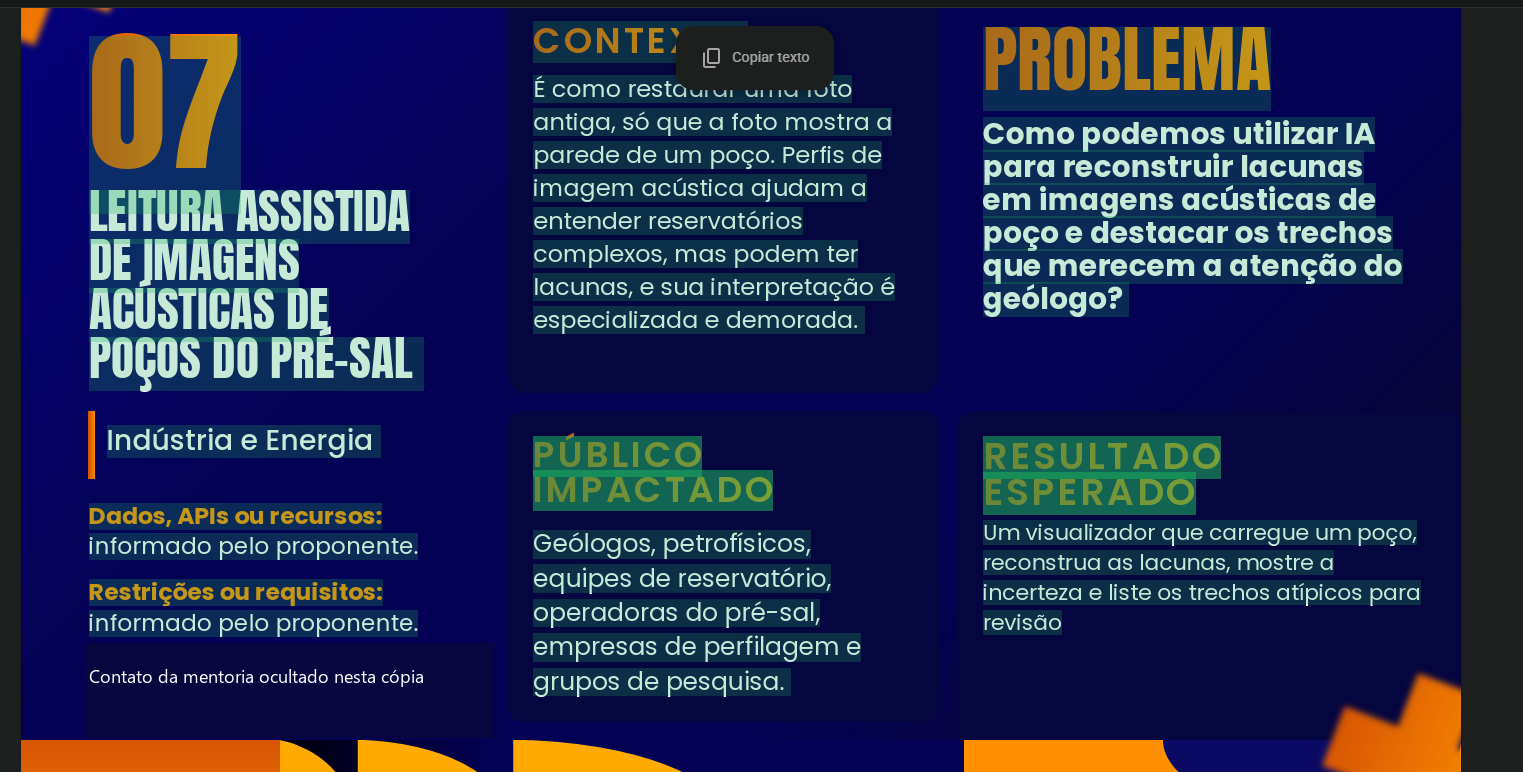 07
LEITURA ASSISTIDA
DE IMAGENS
ACÚSTICAS DE
POÇOS DO PRÉ-SAL
Indústria e Energia
Dados, APIs ou recursos:
informado pelo proponente.
Restrições ou requisitos:
informado pelo proponente.
Contato da mentoria ocultado nesta cópia
Copiar texto
É como restaurar uma foto
antiga, só que a foto mostra a
parede de um poço. Perfis de
imagem acústica ajudam a
entender reservatórios
complexos, mas podem ter
lacunas, e sua interpretação é
especializada e demorada.
PROBLEMA
Como podemos utilizar IA
para reconstruir lacunas
em imagens acústicas de
poço e destacar os trechos
que merecem a atenção do
geólogo?
PÚBLICO
IMPACTADO
Geólogos, petrofísicos,
equipes de reservatório,
operadoras do pré-sal,
empresas de perfilagem e
grupos de pesquisa.
RESULTADO
ESPERADO
Um visualizador que carregue um poço,
reconstrua as lacunas, mostre a
incerteza e liste os trechos atípicos para
revisão